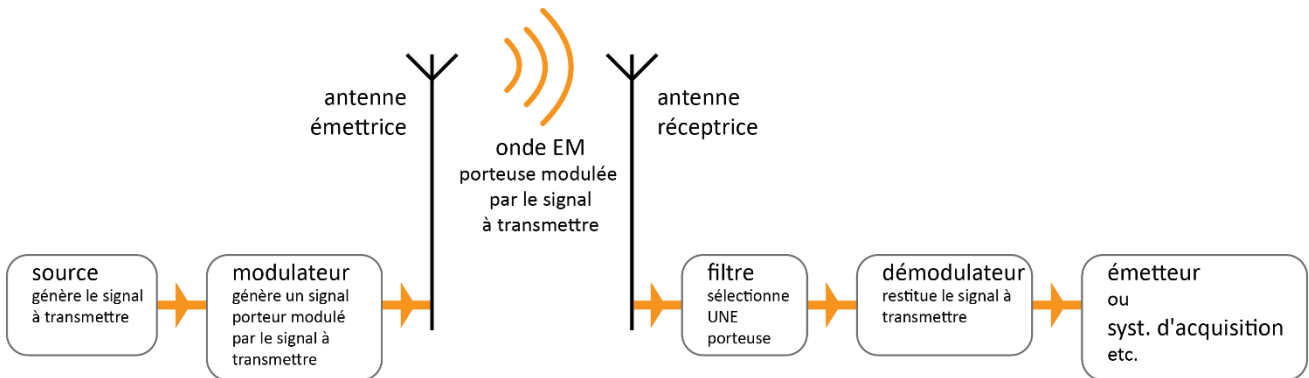 antenne
émettrice
onde EM
porteuse modulée
par le signal
à transmettre
antenne
réceptrice
source
génère le signal
à transmettre
modulateur
génère un signal
porteur modulé
par le signal à
transmettre
filtre
sélectionne
UNE
porteuse
démodulateur
restitue le signal à
transmettre
émetteur
ou
syst. d'acquisition
etc.